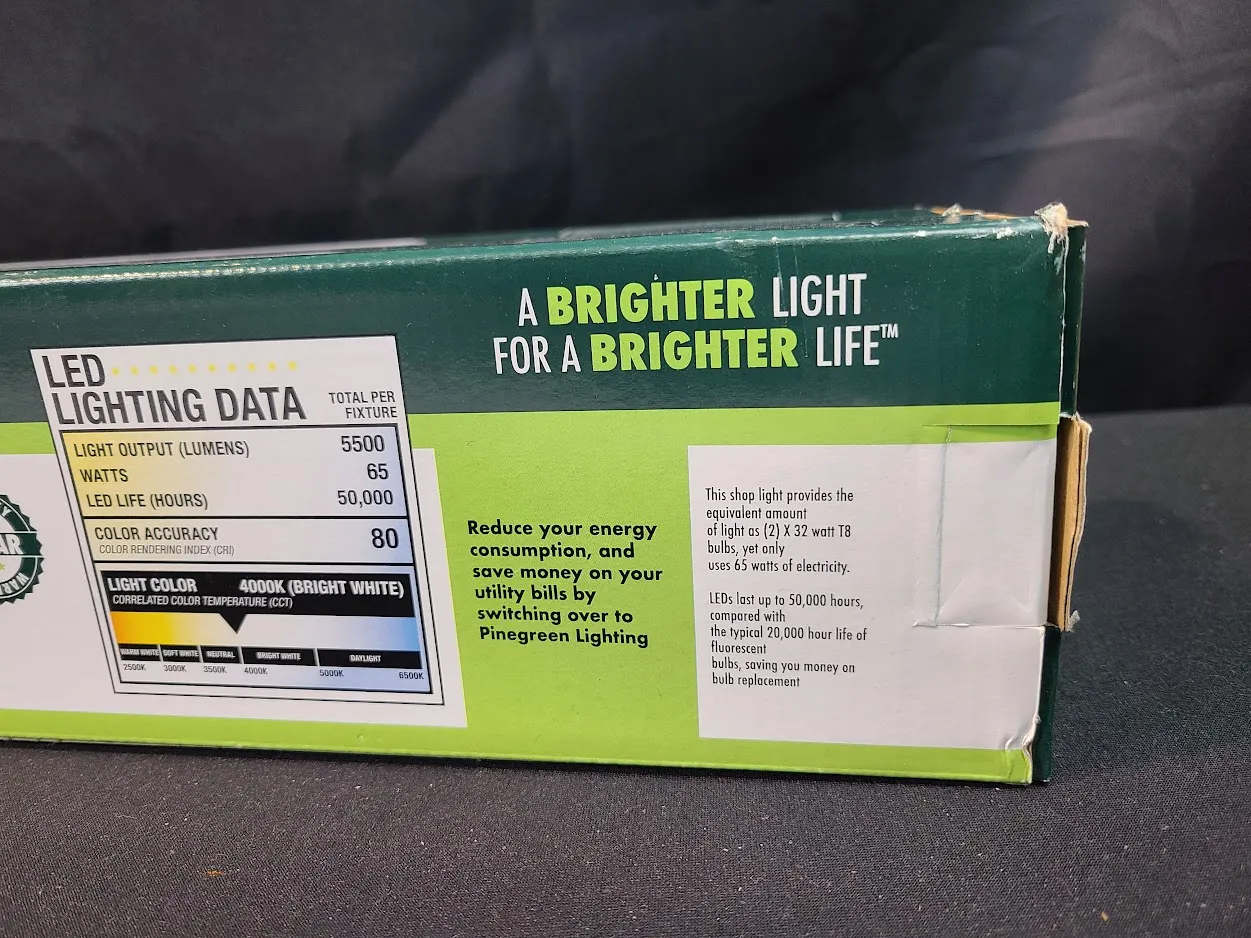 A BRIGHTER LIGHT
FOR A BRIGHTER LIFE™
LED
LIGHTING DATA
TOTAL PER
FIXTURE
LIGHT OUTPUT (LUMENS) 5500
WATTS 65
LED LIFE (HOURS) 50,000
COLOR ACCURACY 80
COLOR RENDERING INDEX (CRI)
LIGHT COLOR 4000K (BRIGHT WHITE)
CORRELATED COLOR TEMPERATURE (CCT)
WARM WHITE SOFT WHITE NEUTRAL BRIGHT WHITE DAYLIGHT
2500K 3000K 3500K 4000K 5000K 6500K
Reduce your energy
consumption, and
save money on your
utility bills by
switching over to
Pinegreen Lighting
This shop light provides the
equivalent amount
of light as (2) X 32 watt T8
bulbs, yet only
uses 65 watts of electricity.
LEDs last up to 50,000 hours,
compared with
the typical 20,000 hour life of
fluorescent
bulbs, saving you money on
bulb replacement